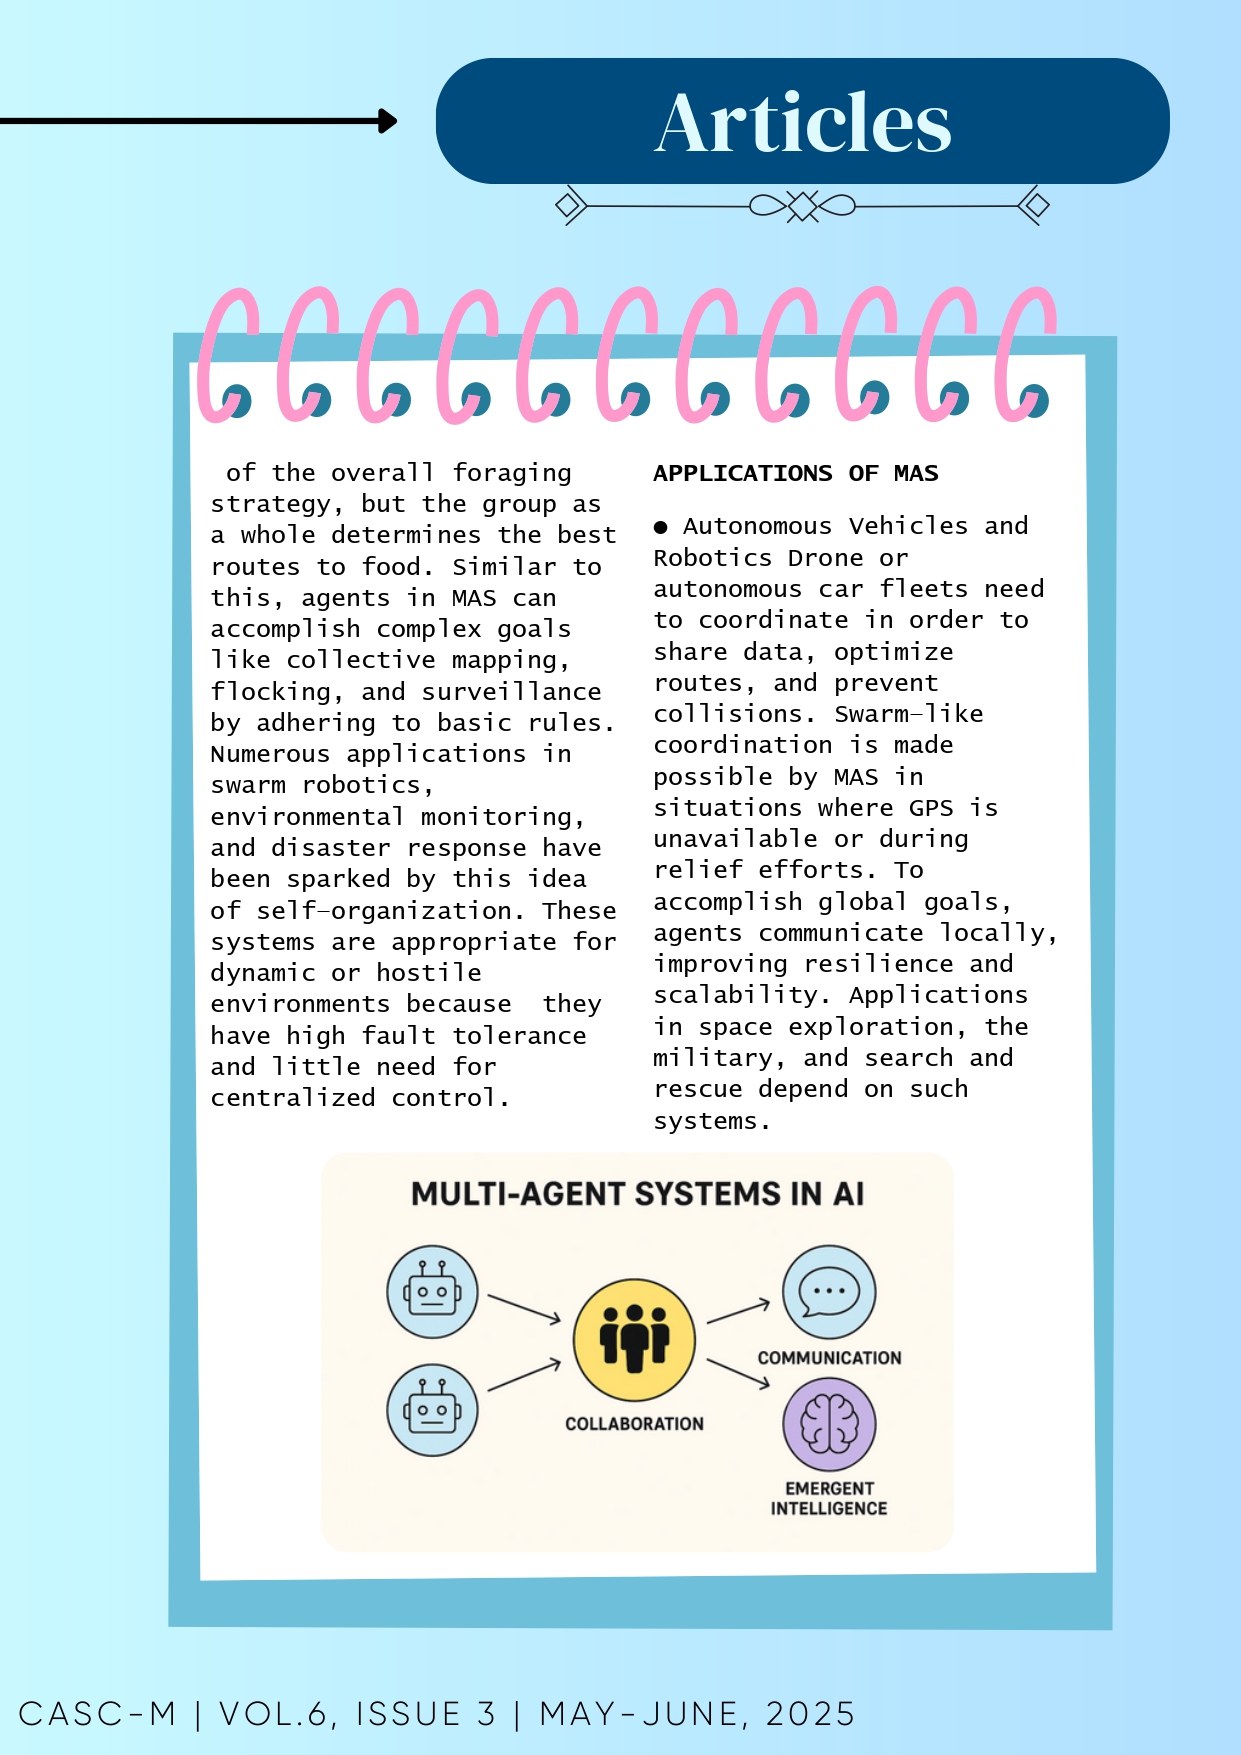 Articles
of the overall foraging
strategy, but the group as
a whole determines the best
routes to food. Similar to
this, agents in MAS can
accomplish complex goals
like collective mapping,
flocking, and surveillance
by adhering to basic rules.
Numerous applications in
swarm robotics,
environmental monitoring,
and disaster response have
been sparked by this idea
of self-organization. These
systems are appropriate for
dynamic or hostile
environments because  they
have high fault tolerance
and little need for
centralized control.
APPLICATIONS OF MAS
● Autonomous Vehicles and
Robotics Drone or
autonomous car fleets need
to coordinate in order to
share data, optimize
routes, and prevent
collisions. Swarm-like
coordination is made
possible by MAS in
situations where GPS is
unavailable or during
relief efforts. To
accomplish global goals,
agents communicate locally,
improving resilience and
scalability. Applications
in space exploration, the
military, and search and
rescue depend on such
systems.
MULTI-AGENT SYSTEMS IN AI
COLLABORATION
COMMUNICATION
EMERGENT
INTELLIGENCE
CASC-M | VOL.6, ISSUE 3 | MAY-JUNE, 2025